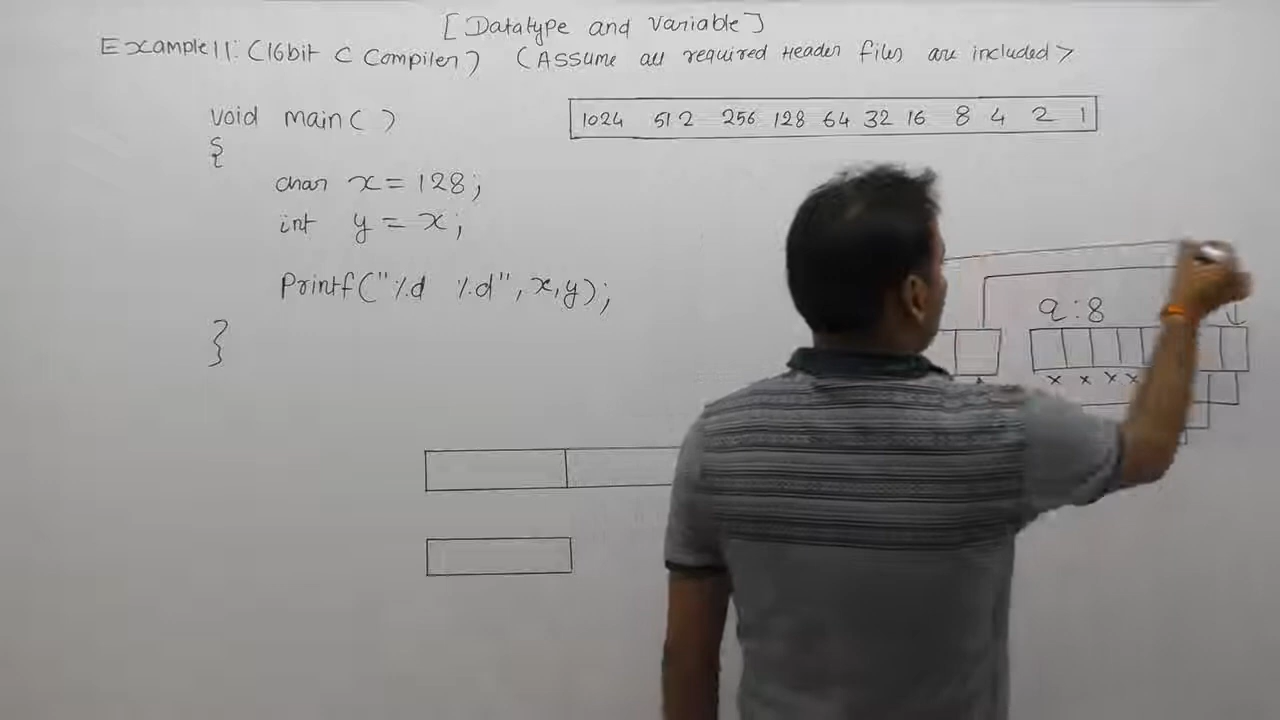 [Datatype and Variable]
Example11: (16bit C Compiler) (Assume all required Header files are included>
void main()
{
1024 512 256 128 64 32 16 8 4 2 1
char x = 128;
int y = x;
Printf("%d %d", x,y);
}
a:8
x x x x